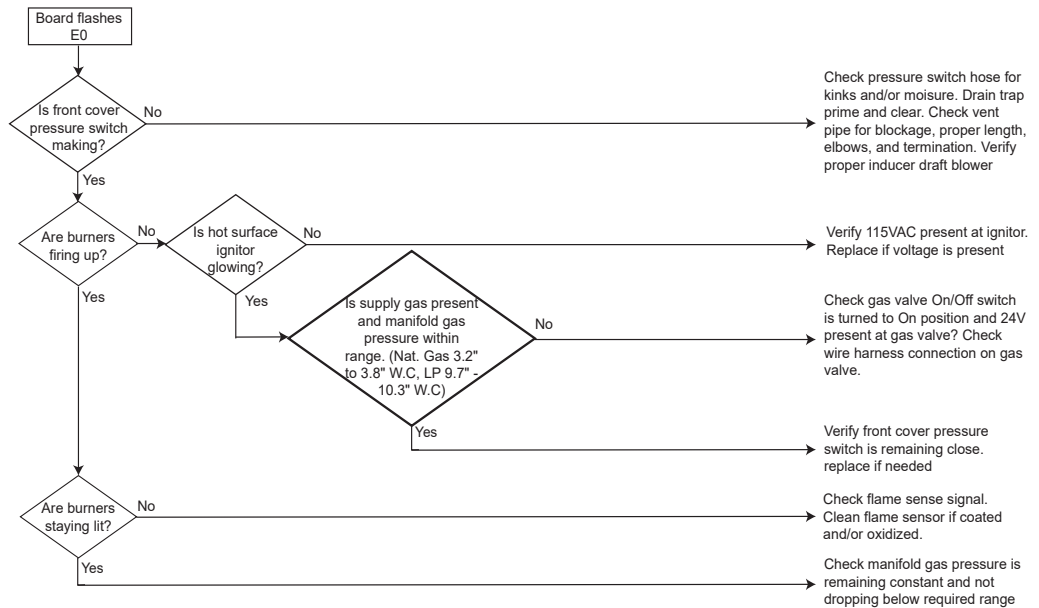 Board flashes
E0
Is front cover
pressure switch
making?
No
Check pressure switch hose for
kinks and/or moisure. Drain trap
prime and clear. Check vent
pipe for blockage, proper length,
elbows, and termination. Verify
proper inducer draft blower
Yes
Are burners
firing up?
No
Is hot surface
ignitor
glowing?
No
Verify 115VAC present at ignitor.
Replace if voltage is present
Yes
Yes
Is supply gas present
and manifold gas
pressure within
range. (Nat. Gas 3.2"
to 3.8" W.C, LP 9.7" -
10.3" W.C)
No
Check gas valve On/Off switch
is turned to On position and 24V
present at gas valve? Check
wire harness connection on gas
valve.
Yes
Verify front cover pressure
switch is remaining close.
replace if needed
Are burners
staying lit?
No
Check flame sense signal.
Clean flame sensor if coated
and/or oxidized.
Yes
Check manifold gas pressure is
remaining constant and not
dropping below required range